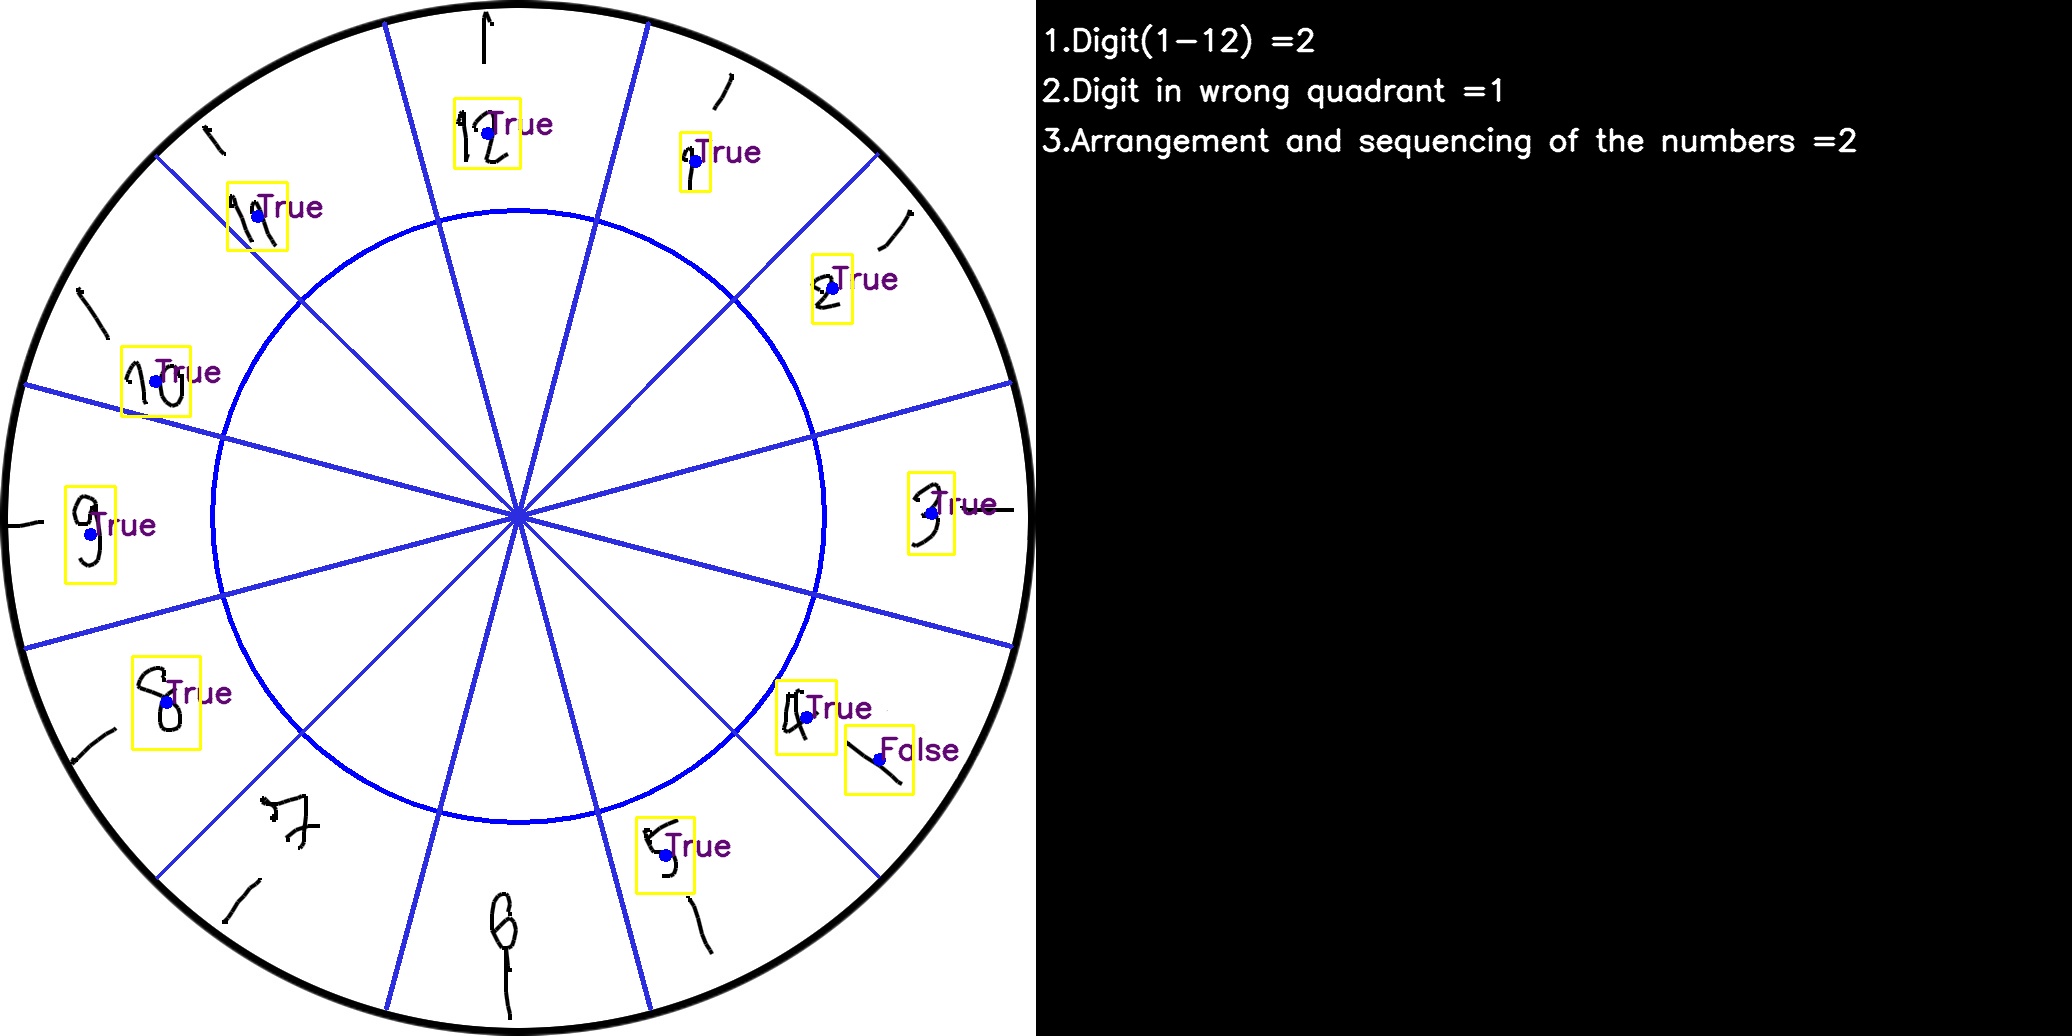 12 True
1 True
11 True
2 True
10 True
3 True
9 True
8 True
4 True
False
7
5 True
6
1.Digit(1-12) =2
2.Digit in wrong quadrant =1
3.Arrangement and sequencing of the numbers =2